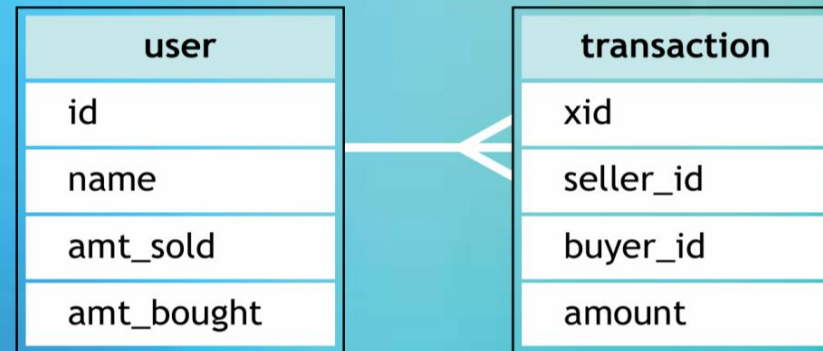 user
id
name
amt_sold
amt_bought
transaction
xid
seller_id
buyer_id
amount